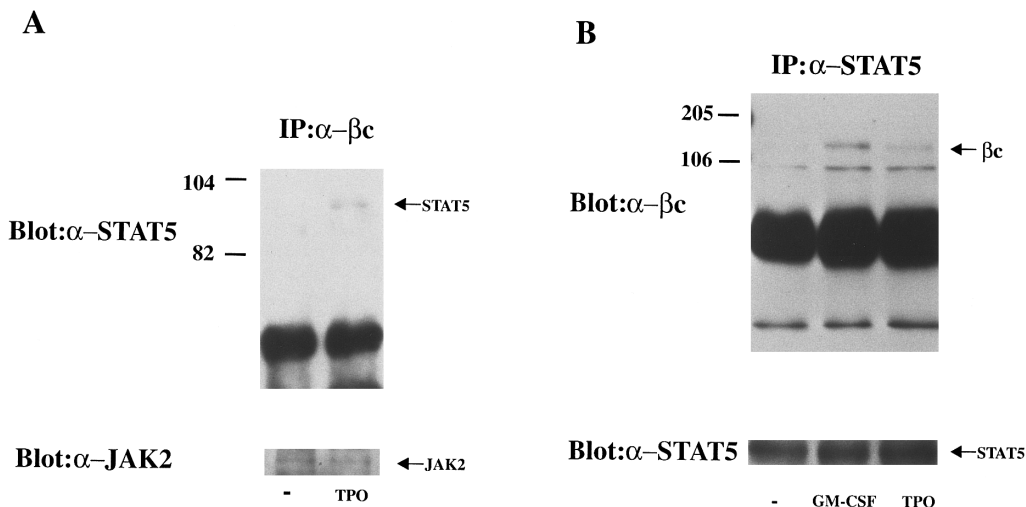 A
IP:α–βc
104
Blot:α–STAT5
82
STAT5
Blot:α–JAK2
JAK2
- TPO
B
IP:α–STAT5
205
106
βc
Blot:α–βc
Blot:α–STAT5
STAT5
- GM-CSF TPO